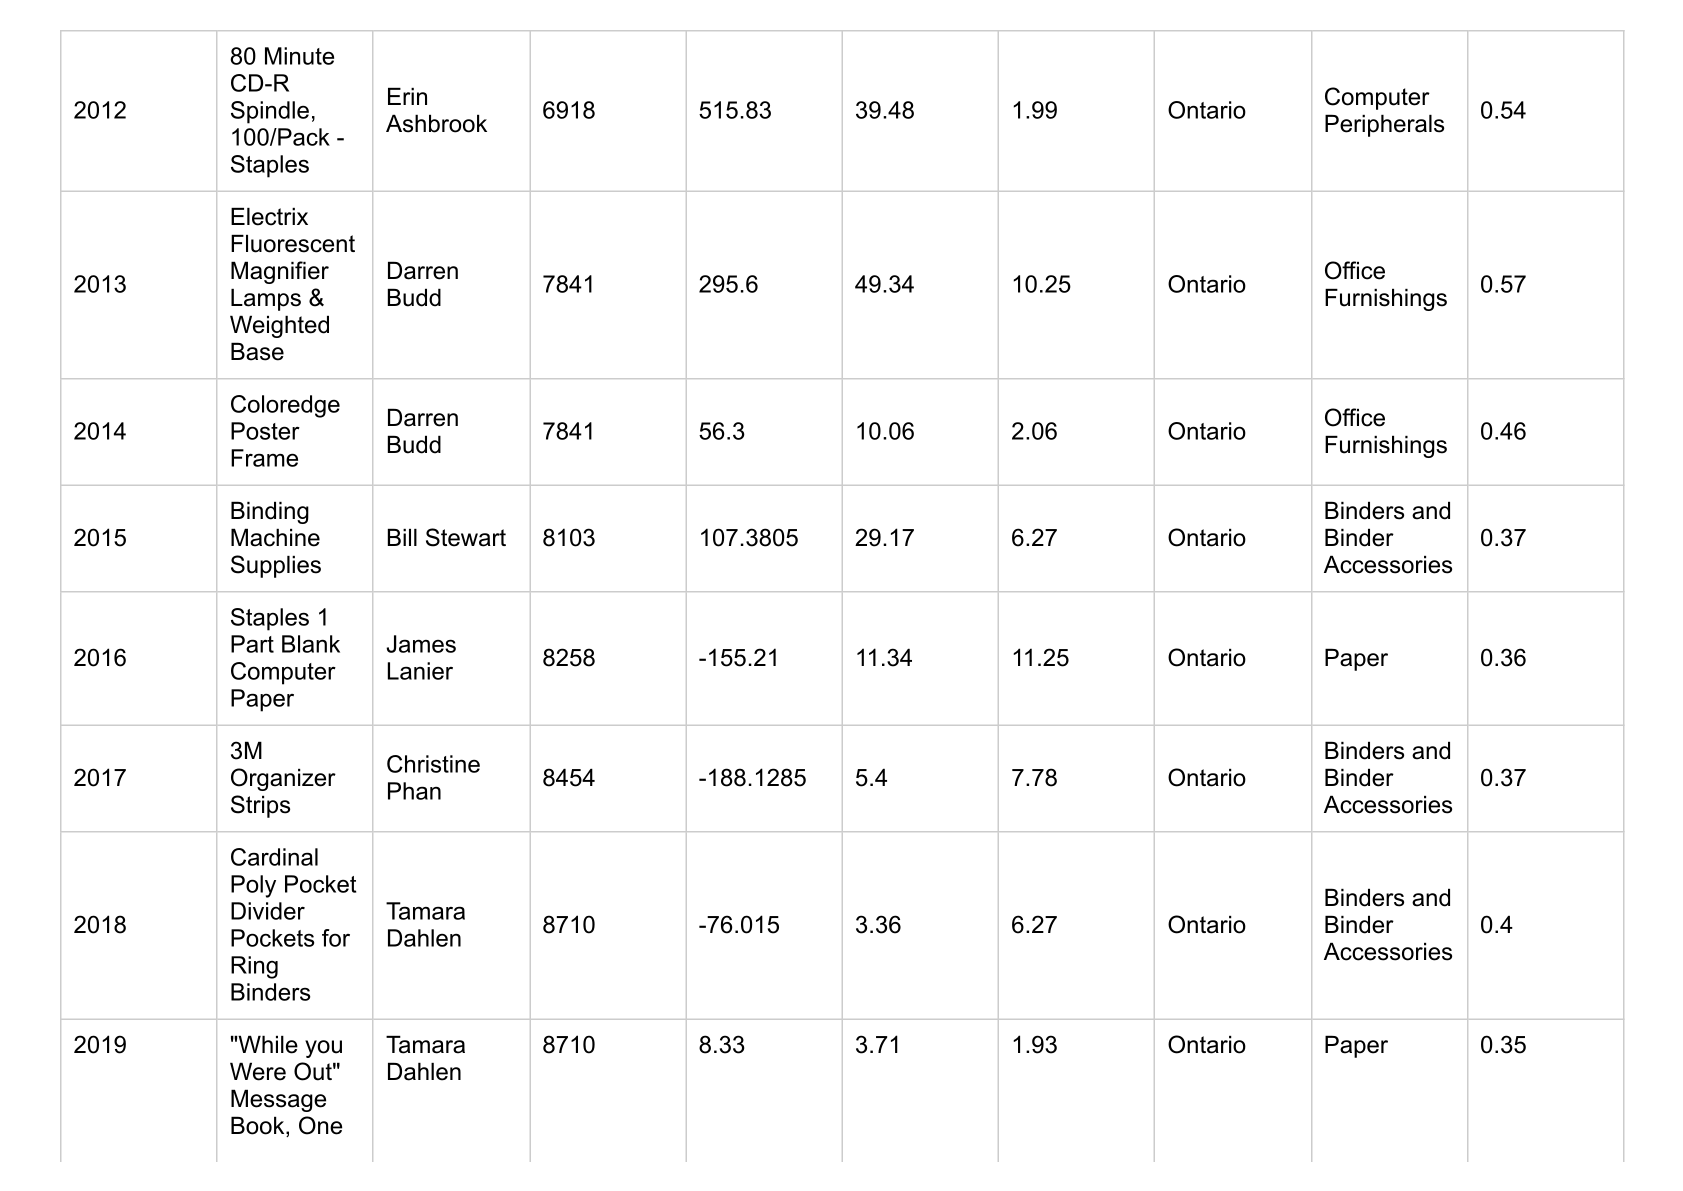 2012
80 Minute
CD-R
Spindle,
100/Pack -
Staples
Erin
Ashbrook
6918
515.83
39.48
1.99
Ontario
Computer
Peripherals
0.54
2013
Electrix
Fluorescent
Magnifier
Lamps &
Weighted
Base
Darren
Budd
7841
295.6
49.34
10.25
Ontario
Office
Furnishings
0.57
2014
Coloredge
Poster
Frame
Darren
Budd
7841
56.3
10.06
2.06
Ontario
Office
Furnishings
0.46
2015
Binding
Machine
Supplies
Bill Stewart
8103
107.3805
29.17
6.27
Ontario
Binders and
Binder
Accessories
0.37
2016
Staples 1
Part Blank
Computer
Paper
James
Lanier
8258
-155.21
11.34
11.25
Ontario
Paper
0.36
2017
3M
Organizer
Strips
Christine
Phan
8454
-188.1285
5.4
7.78
Ontario
Binders and
Binder
Accessories
0.37
2018
Cardinal
Poly Pocket
Divider
Pockets for
Ring
Binders
Tamara
Dahlen
8710
-76.015
3.36
6.27
Ontario
Binders and
Binder
Accessories
0.4
2019
"While you
Were Out"
Message
Book, One
Tamara
Dahlen
8710
8.33
3.71
1.93
Ontario
Paper
0.35